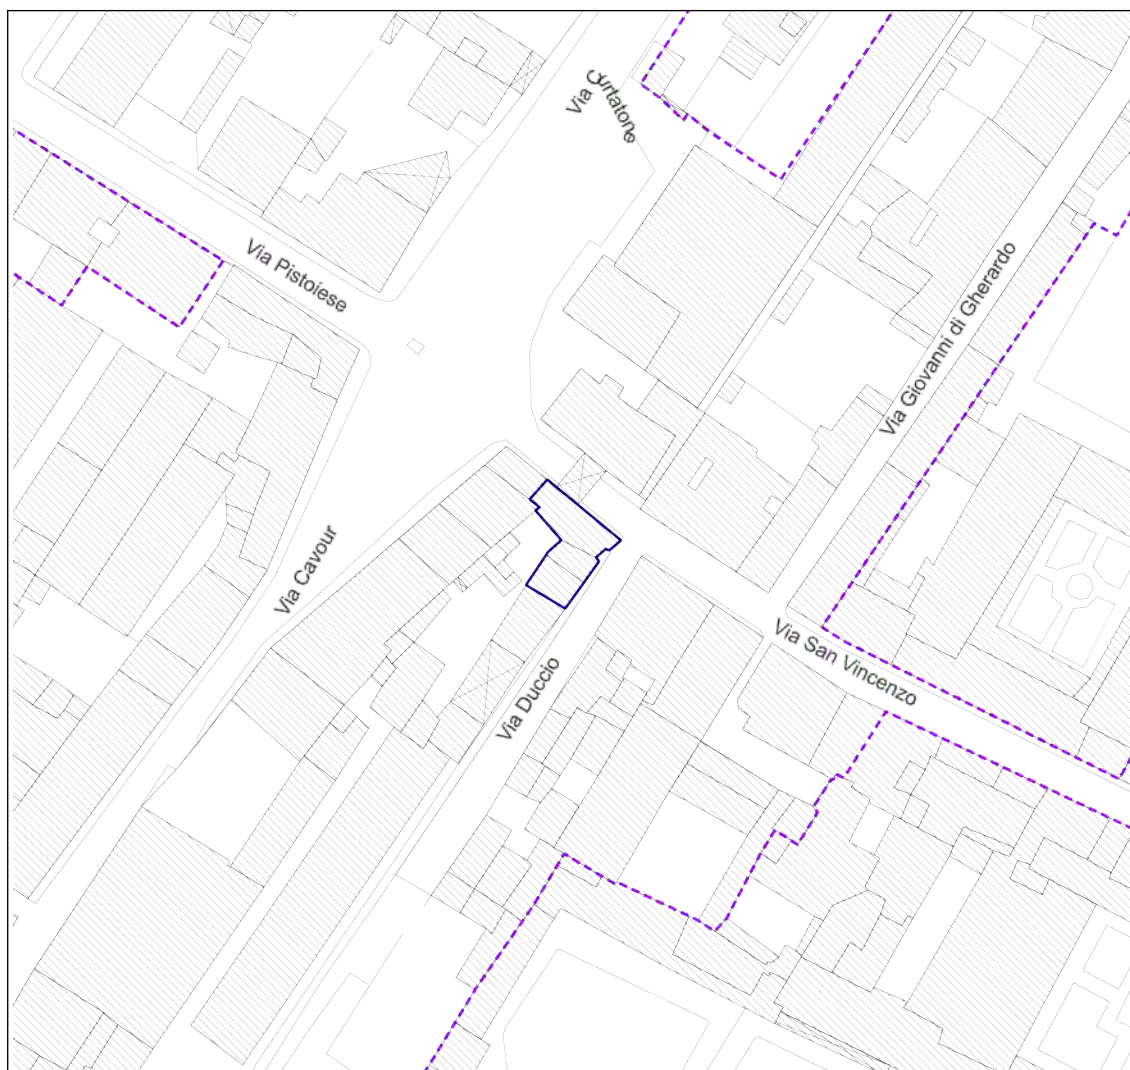 Via Curtatone
Via Pistoiese
Via Giovanni di Gherardo
Via Cavour
Via San Vincenzo
Via Duccio